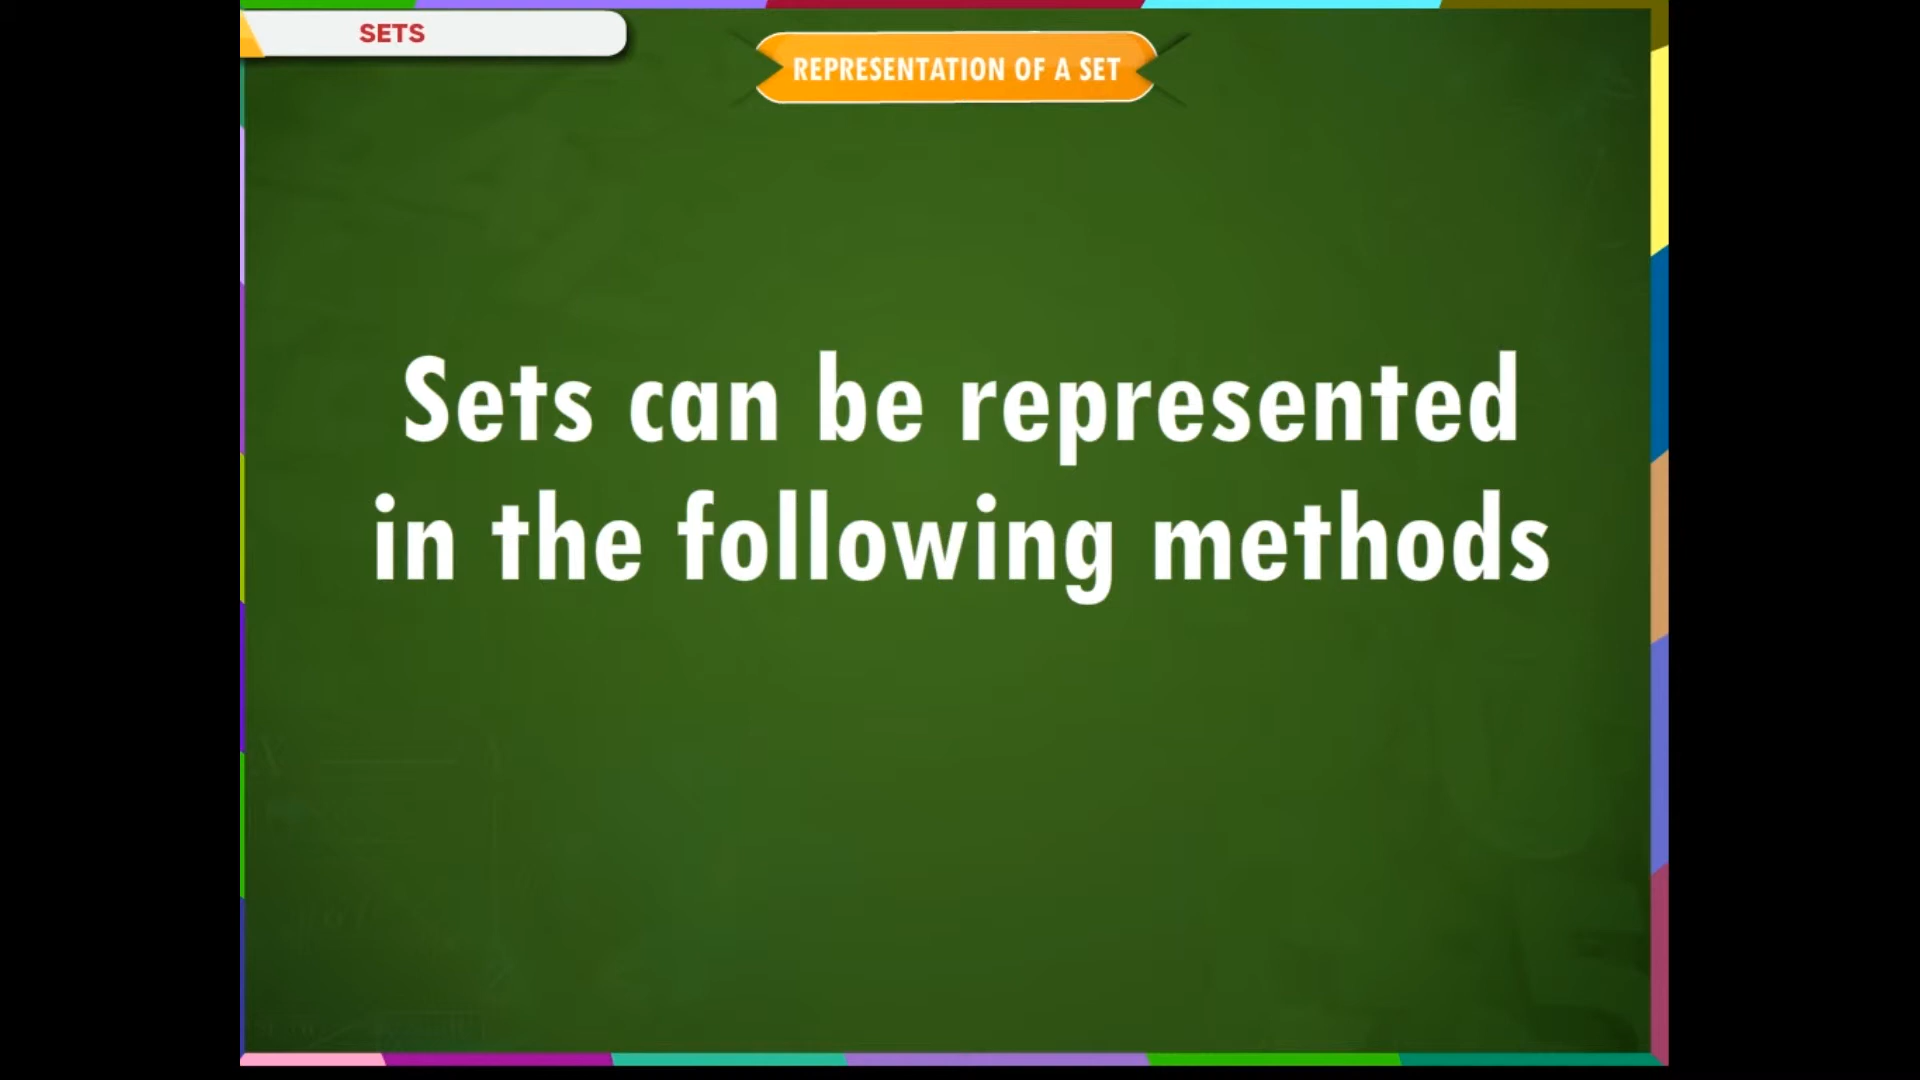 SETS
REPRESENTATION OF A SET
Sets can be represented
in the following methods